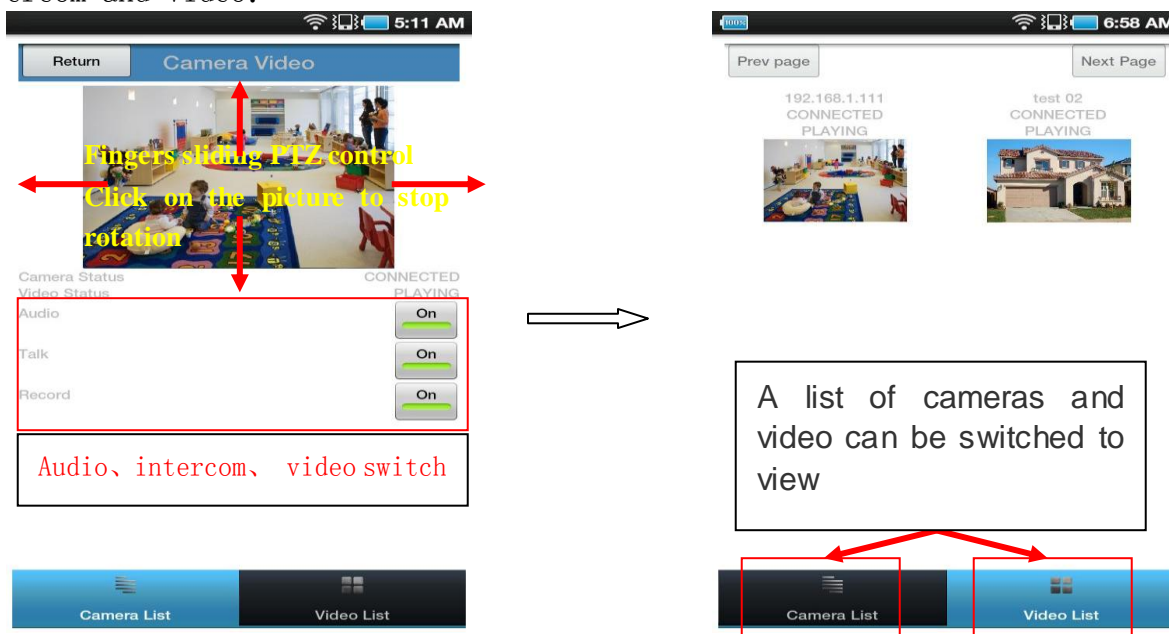 5:11 AM
Return
Camera Video
Fingers sliding PTZ control
Click on the picture to stop
rotation
Camera Status CONNECTED
Video Status PLAYING
Audio On
Talk On
Record On
Audio、intercom、 video switch
Camera List
Video List
100%
6:58 AM
Prev page
Next Page
192.168.1.111
CONNECTED
PLAYING
test 02
CONNECTED
PLAYING
A list of cameras and
video can be switched to
view
Camera List
Video List